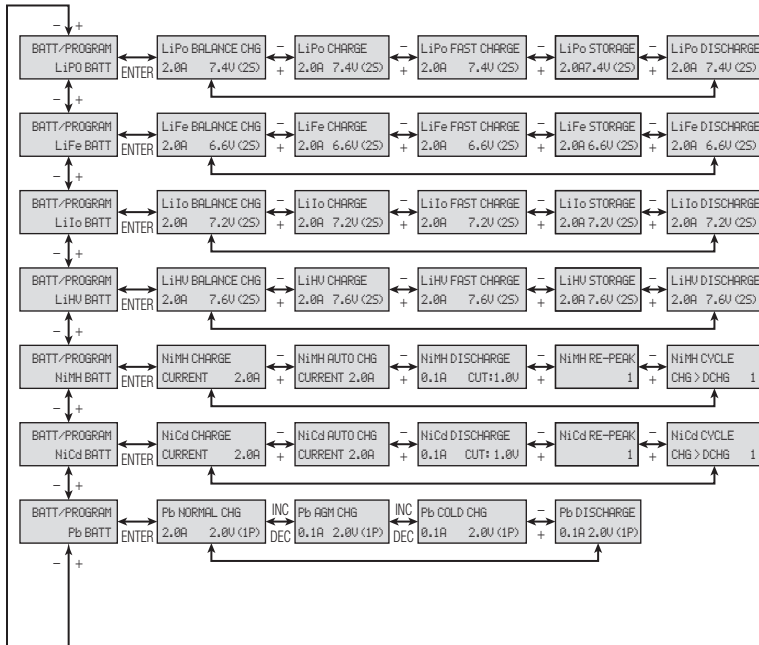 − +
BATT/PROGRAM LiPo BALANCE CHG − LiPo CHARGE − LiPo FAST CHARGE − LiPo STORAGE − LiPo DISCHARGE
LiPO BATT ENTER 2.0A 7.4V(2S) + 2.0A 7.4V(2S) + 2.0A 7.4V(2S) + 2.0A7.4V(2S) + 2.0A 7.4V(2S)
− +
BATT/PROGRAM LiFe BALANCE CHG − LiFe CHARGE − LiFe FAST CHARGE − LiFe STORAGE − LiFe DISCHARGE
LiFe BATT ENTER 2.0A 6.6V(2S) + 2.0A 6.6V(2S) + 2.0A 6.6V(2S) + 2.0A 6.6V(2S) + 2.0A 6.6V(2S)
− +
BATT/PROGRAM LiIo BALANCE CHG − LiIo CHARGE − LiIo FAST CHARGE − LiIo STORAGE − LiIo DISCHARGE
LiIo BATT ENTER 2.0A 7.2V(2S) + 2.0A 7.2V(2S) + 2.0A 7.2V(2S) + 2.0A 7.2V(2S) + 2.0A 7.2V(2S)
− +
BATT/PROGRAM LiHV BALANCE CHG − LiHV CHARGE − LiHV FAST CHARGE − LiHV STORAGE − LiHV DISCHARGE
LiHV BATT ENTER 2.0A 7.6V(2S) + 2.0A 7.6V(2S) + 2.0A 7.6V(2S) + 2.0A 7.6V(2S) + 2.0A 7.6V(2S)
− +
BATT/PROGRAM NiMH CHARGE − NiMH AUTO CHG − NiMH DISCHARGE − NiMH RE-PEAK − NiMH CYCLE
NiMH BATT ENTER CURRENT 2.0A + CURRENT 2.0A + 0.1A CUT:1.0V + 1 + CHG > DCHG 1
− +
BATT/PROGRAM NiCd CHARGE − NiCd AUTO CHG − NiCd DISCHARGE − NiCd RE-PEAK − NiCd CYCLE
NiCd BATT ENTER CURRENT 2.0A + CURRENT 2.0A + 0.1A CUT: 1.0V + 1 + CHG > DCHG 1
− +
BATT/PROGRAM Pb NORMAL CHG INC Pb AGM CHG INC Pb COLD CHG − Pb DISCHARGE
Pb BATT ENTER 2.0A 2.0V(1P) DEC 0.1A 2.0V(1P) DEC 0.1A 2.0V(1P) + 0.1A 2.0V(1P)
− +